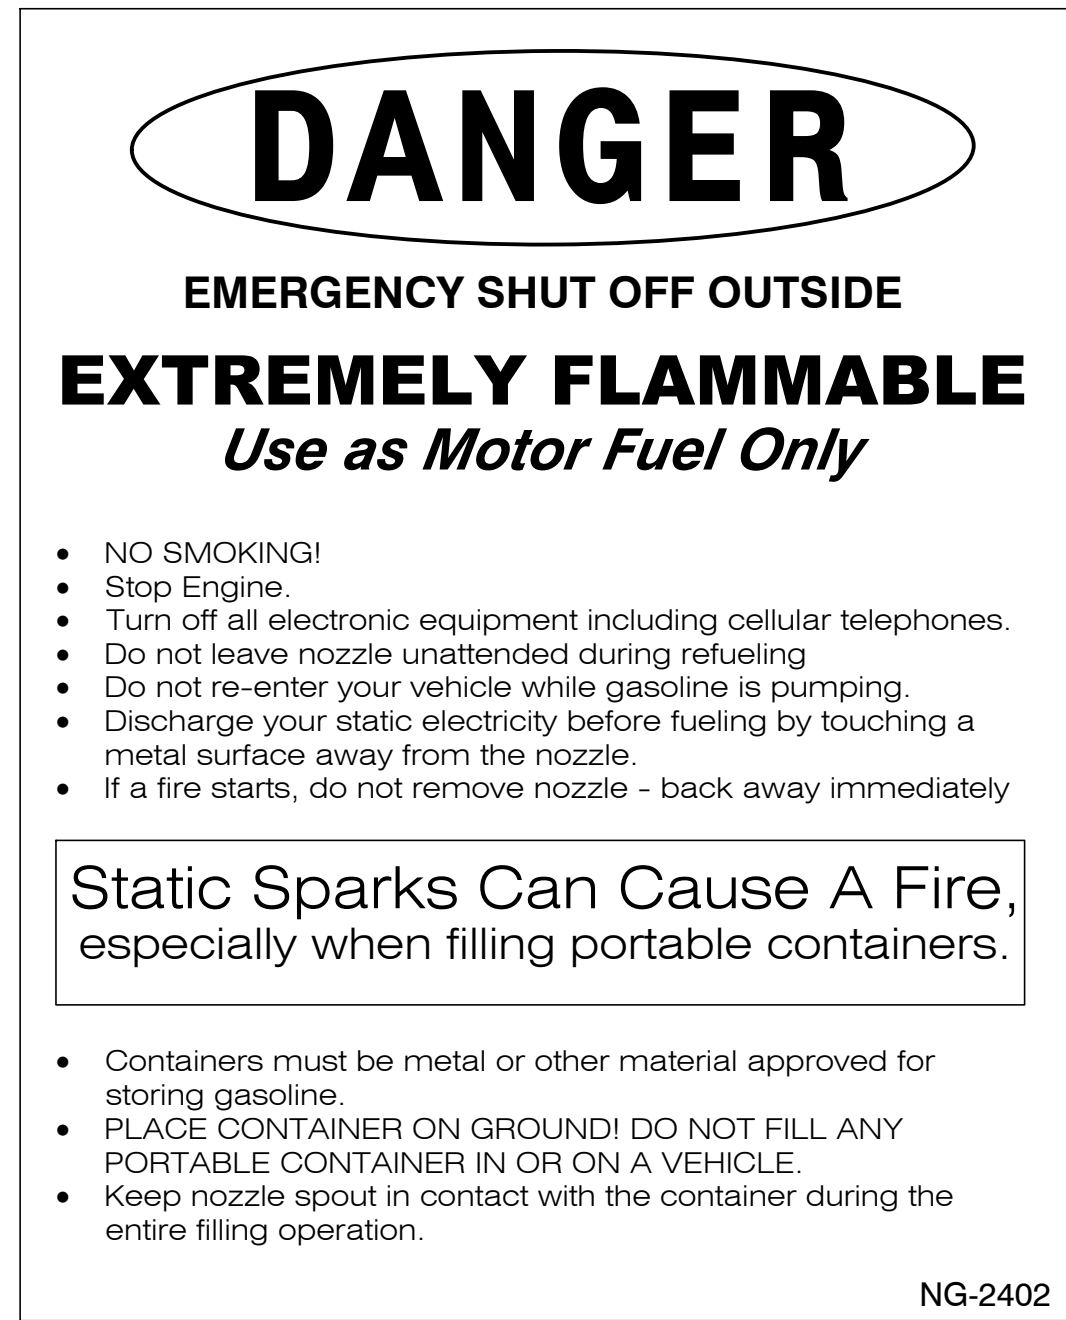 DANGER
EMERGENCY SHUT OFF OUTSIDE
EXTREMELY FLAMMABLE
Use as Motor Fuel Only
• NO SMOKING!
• Stop Engine.
• Turn off all electronic equipment including cellular telephones.
• Do not leave nozzle unattended during refueling
• Do not re-enter your vehicle while gasoline is pumping.
• Discharge your static electricity before fueling by touching a
metal surface away from the nozzle.
• If a fire starts, do not remove nozzle - back away immediately
Static Sparks Can Cause A Fire,
especially when filling portable containers.
• Containers must be metal or other material approved for
storing gasoline.
• PLACE CONTAINER ON GROUND! DO NOT FILL ANY
PORTABLE CONTAINER IN OR ON A VEHICLE.
• Keep nozzle spout in contact with the container during the
entire filling operation.
NG-2402